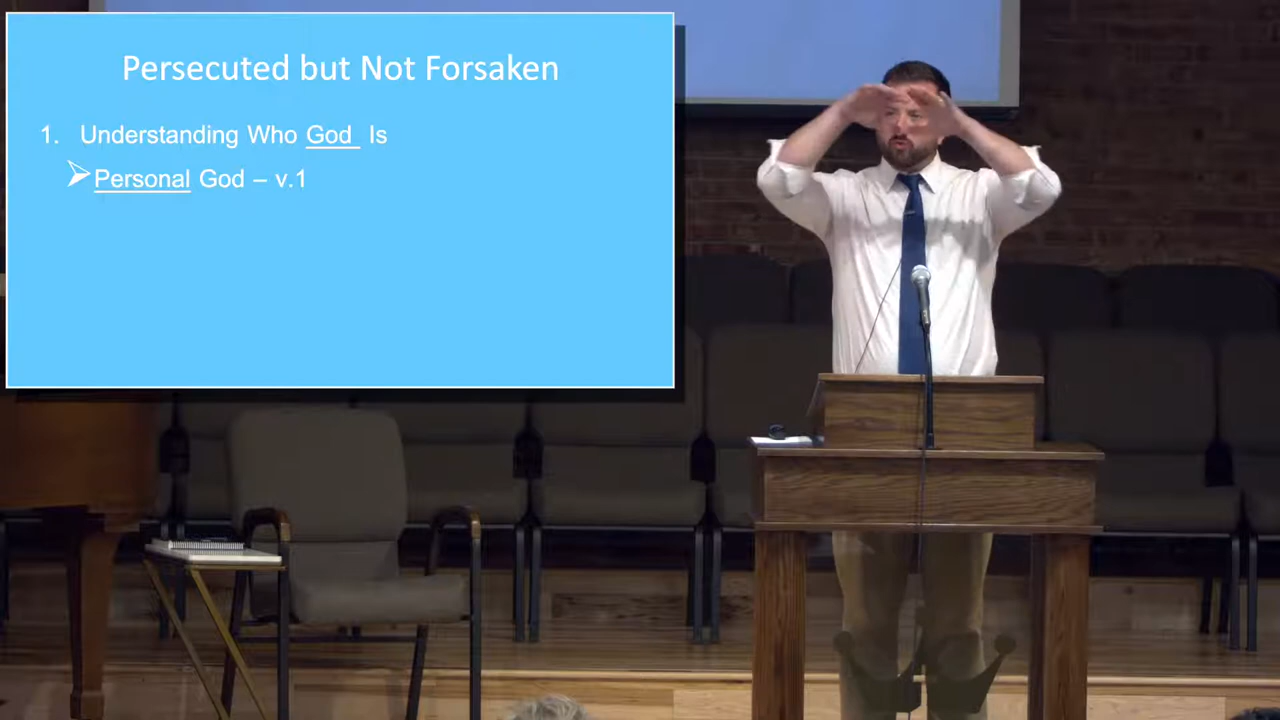 Persecuted but Not Forsaken
1. Understanding Who God Is
Personal God – v.1